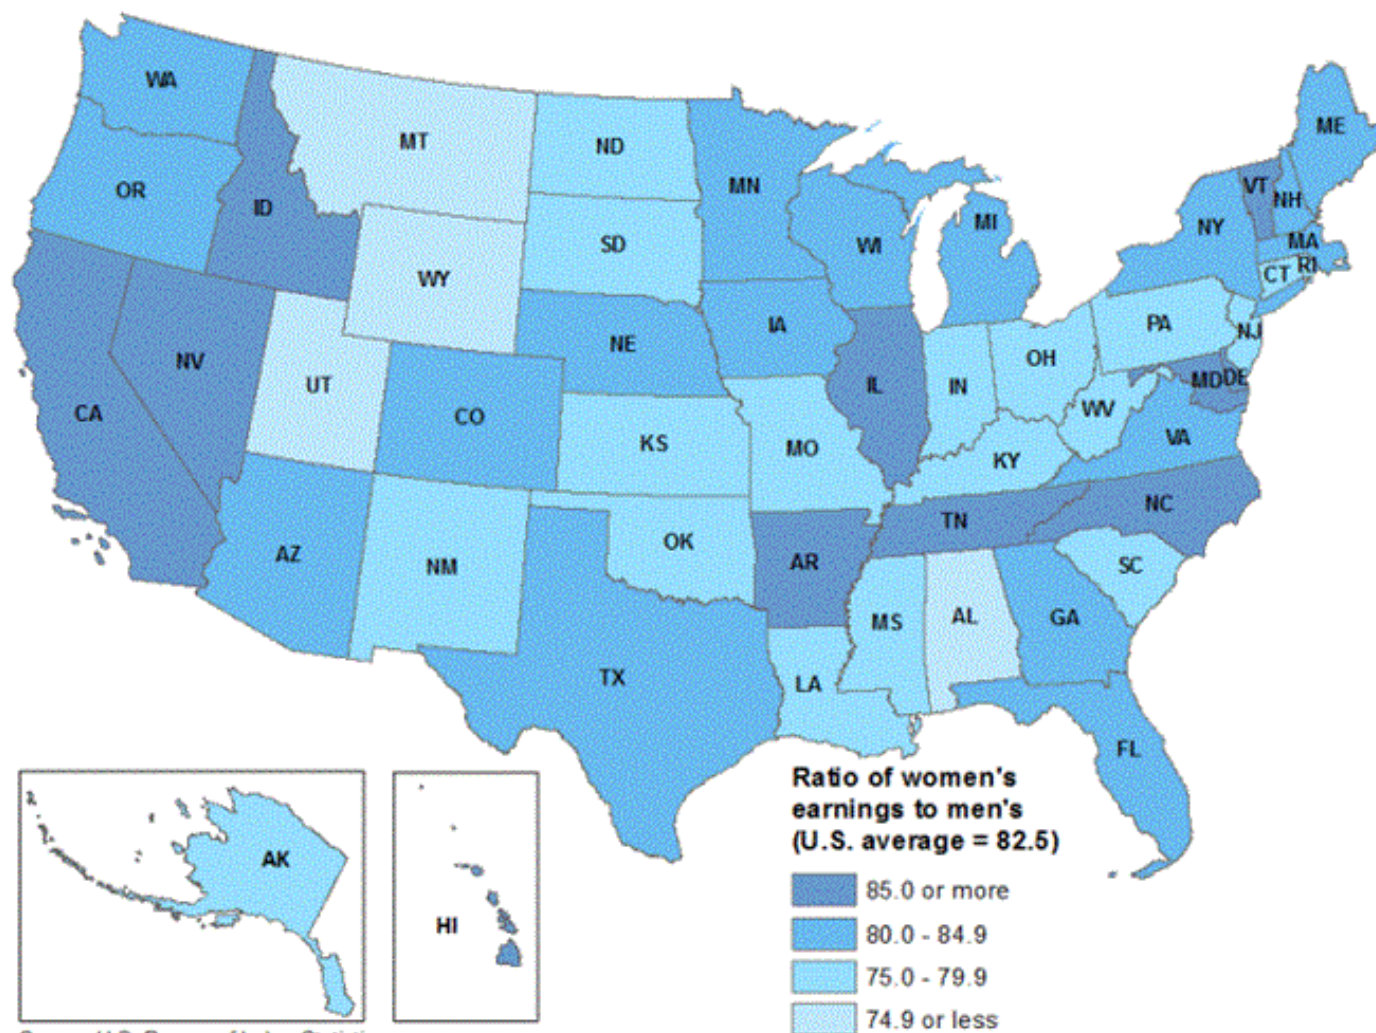 WA
MT
ND
MN
ME
OR
ID
SD
WI
MI
NY
VT
NH
MA
CT
RI
WY
NE
IA
PA
NJ
NV
UT
CO
CA
KS
MO
IL
IN
OH
MD
DE
WV
VA
KY
AZ
NM
OK
AR
TN
NC
SC
TX
LA
MS
AL
GA
FL
AK
HI
Ratio of women's
earnings to men's
(U.S. average = 82.5)
85.0 or more
80.0 - 84.9
75.0 - 79.9
74.9 or less